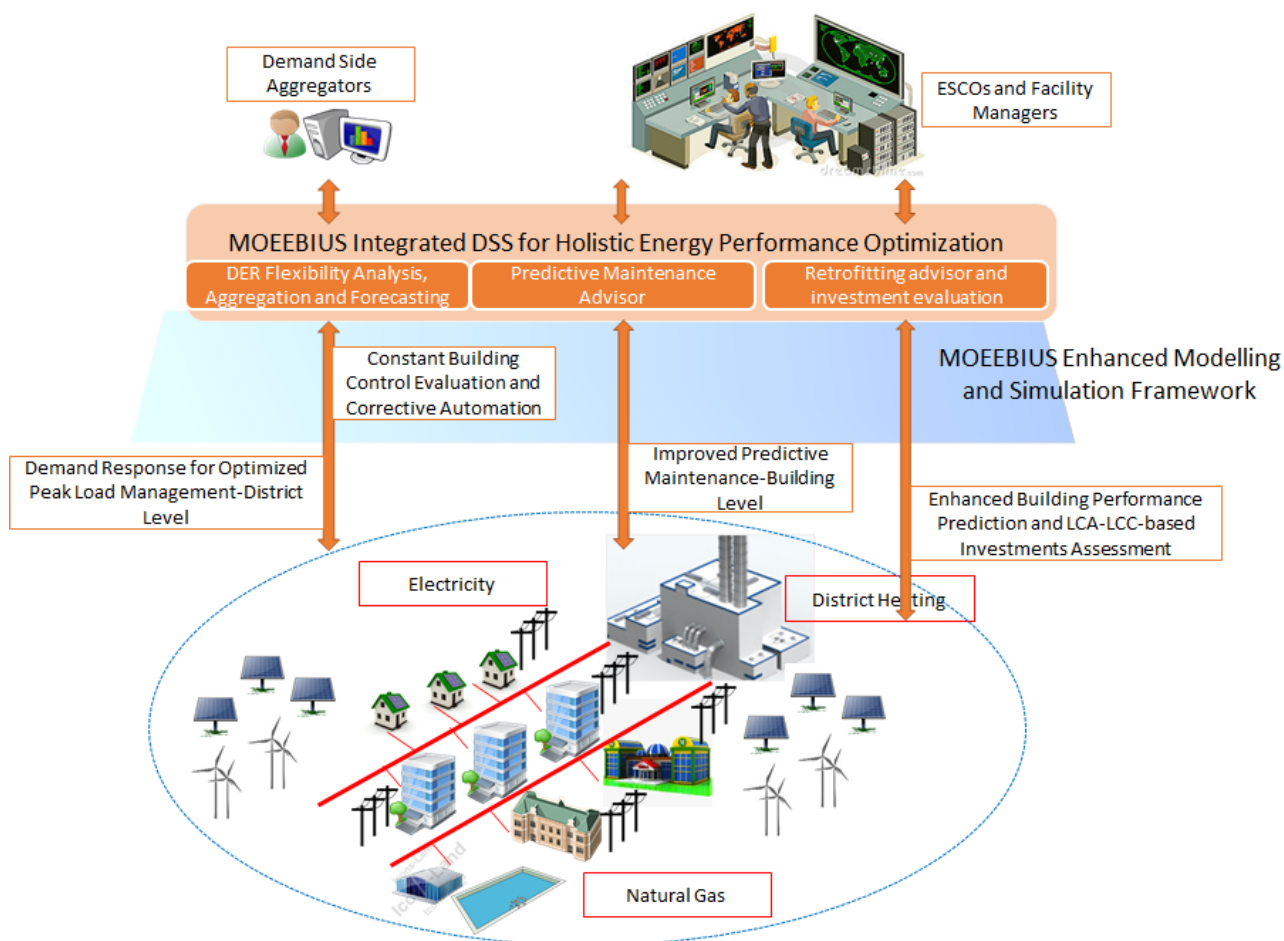 Demand Side
Aggregators
ESCOs and Facility
Managers
dreamstime.com
MOEEBIUS Integrated DSS for Holistic Energy Performance Optimization
DER Flexibility Analysis,
Aggregation and Forecasting
Predictive Maintenance
Advisor
Retrofitting advisor and
investment evaluation
Constant Building
Control Evaluation and
Corrective Automation
MOEEBIUS Enhanced Modelling
and Simulation Framework
Demand Response for Optimized
Peak Load Management-District
Level
Improved Predictive
Maintenance-Building
Level
Enhanced Building Performance
Prediction and LCA-LCC-based
Investments Assessment
Electricity
District Heating
Natural Gas